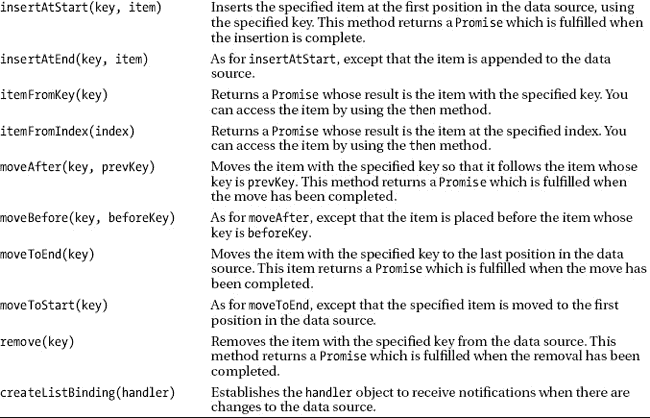 insertAtStart(key, item) Inserts the specified item at the first position in the data source, using
the specified key. This method returns a Promise which is fulfilled when
the insertion is complete.
insertAtEnd(key, item) As for insertAtStart, except that the item is appended to the data
source.
itemFromKey(key) Returns a Promise whose result is the item with the specified key. You
can access the item by using the then method.
itemFromIndex(index) Returns a Promise whose result is the item at the specified index. You
can access the item by using the then method.
moveAfter(key, prevKey) Moves the item with the specified key so that it follows the item whose
key is prevKey. This method returns a Promise which is fulfilled when
the move has been completed.
moveBefore(key, beforeKey) As for moveAfter, except that the item is placed before the item whose
key is beforeKey.
moveToEnd(key) Moves the item with the specified key to the last position in the data
source. This item returns a Promise which is fulfilled when the move has
been completed.
moveToStart(key) As for moveToEnd, except that the specified item is moved to the first
position in the data source.
remove(key) Removes the item with the specified key from the data source. This
method returns a Promise which is fulfilled when the removal has been
completed.
createListBinding(handler) Establishes the handler object to receive notifications when there are
changes to the data source.